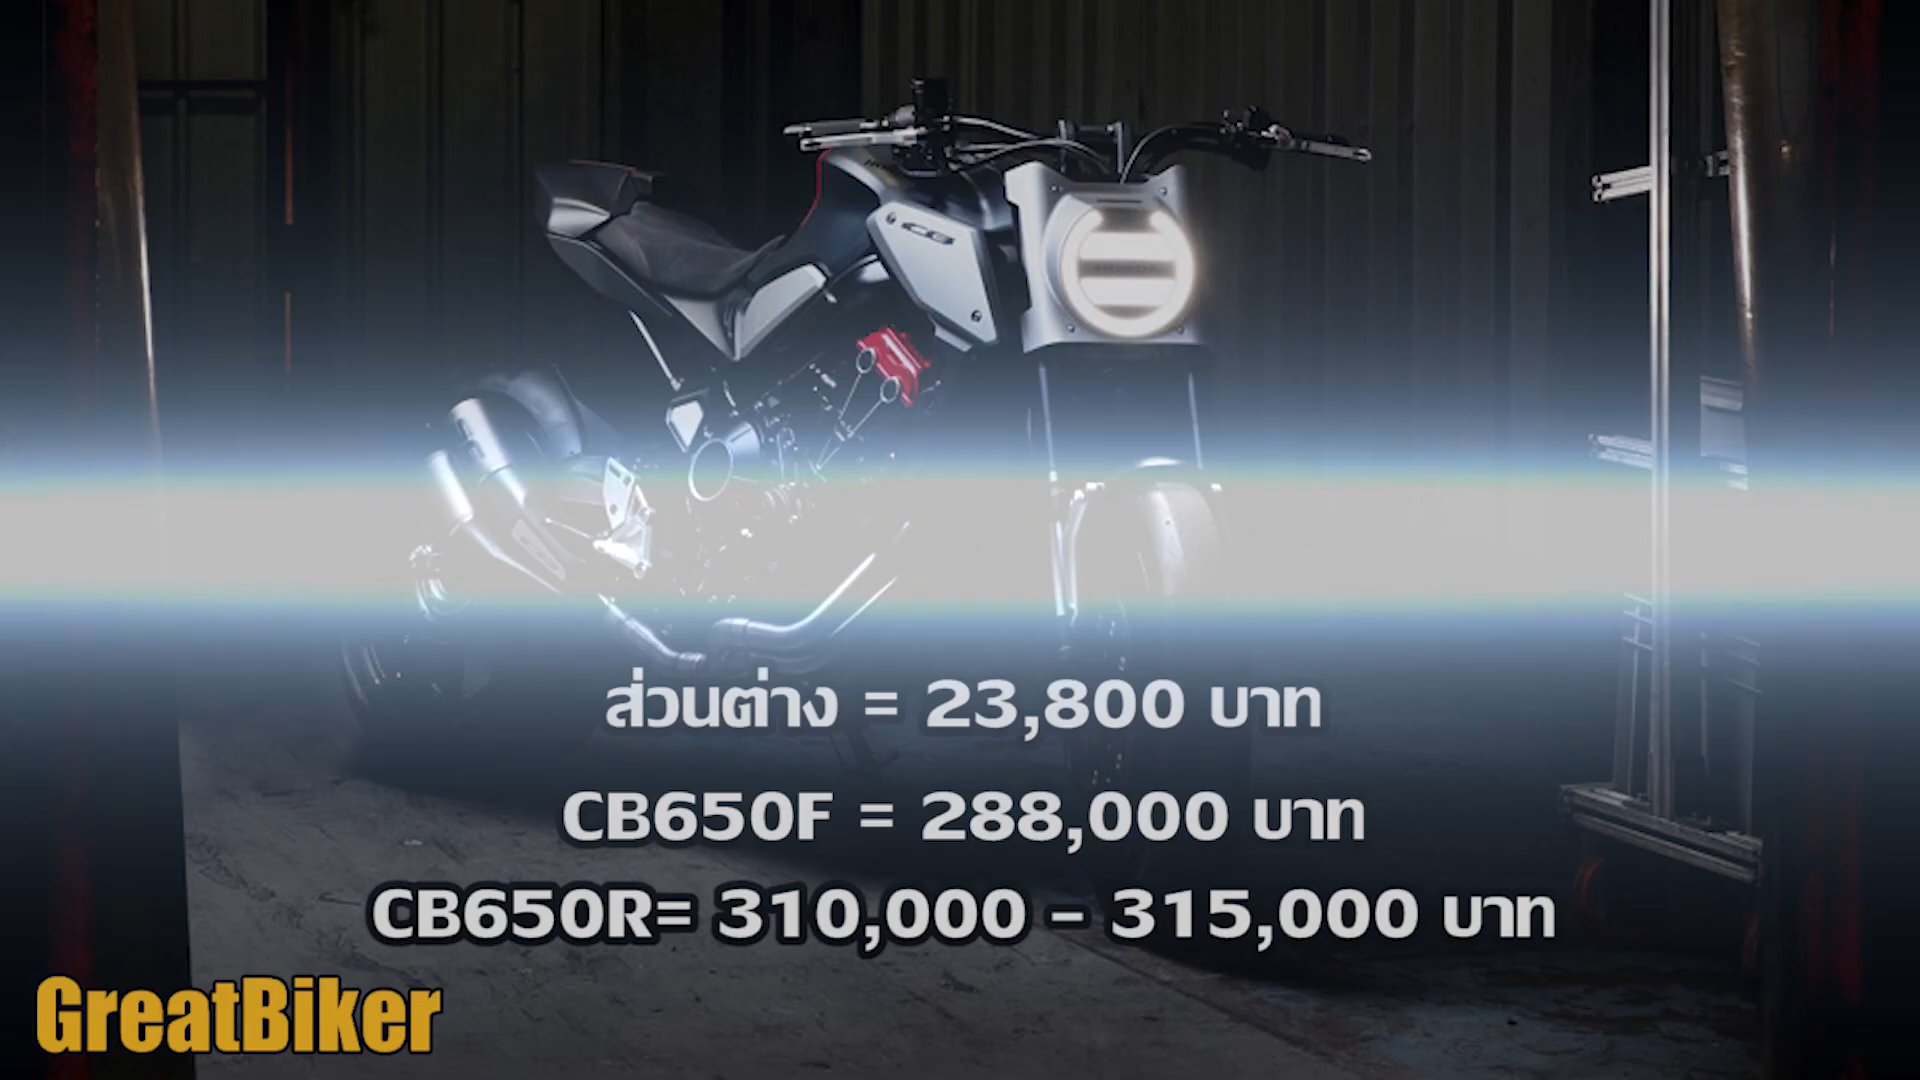 ส่วนต่าง = 23,800 บาท
CB650F = 288,000 บาท
CB650R= 310,000 – 315,000 บาท
GreatBiker